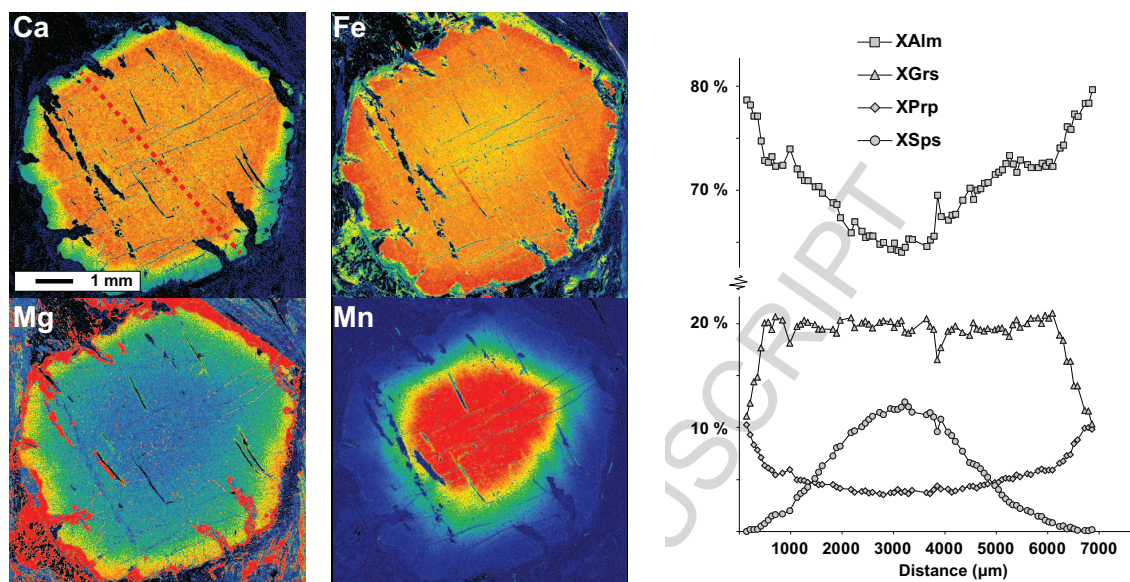 Ca
Fe
1 mm
Mg
Mn
XAlm
XGrs
XPrp
XSps
80 %
70 %
20 %
10 %
1000 2000 3000 4000 5000 6000 7000
Distance (µm)
USCRIPT